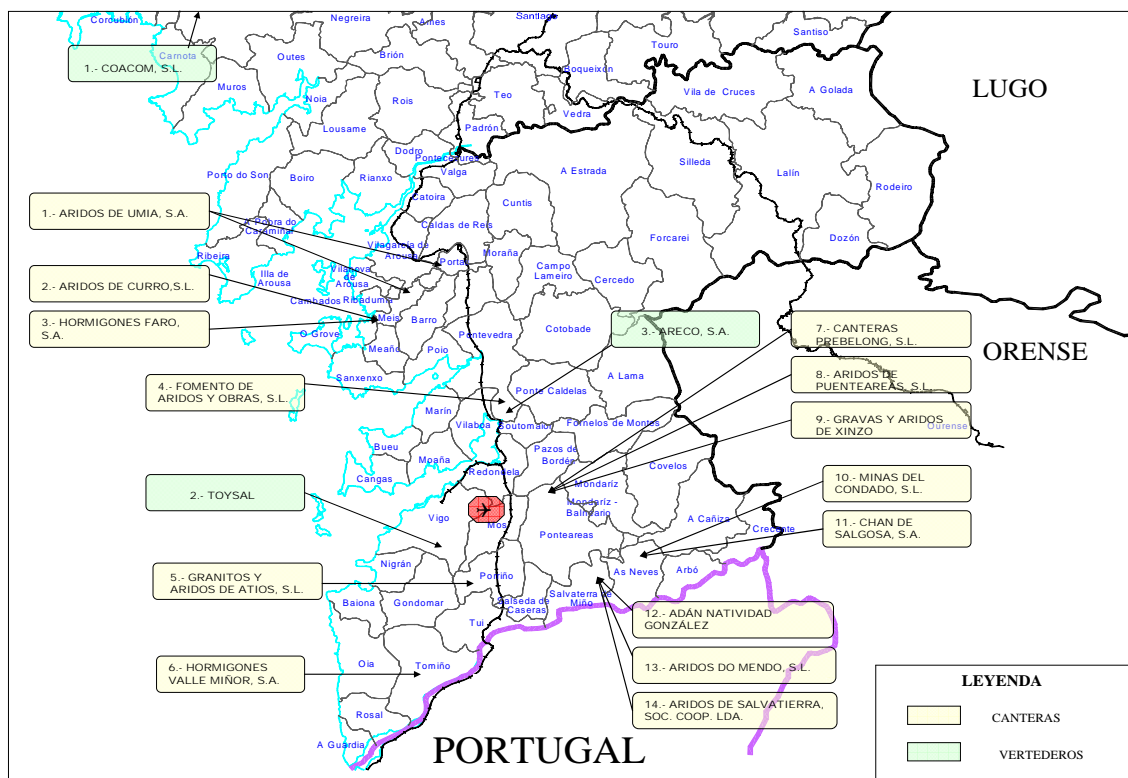 Corcubión
Negreira
Ames
Santiago
Santiso
Touro
Carnota
1.- COACOM, S.L.
Outes
Brión
Boqueixón
LUGO
Muros
Noia
Rois
Teo
Vila de Cruces
A Golada
Lousame
Padrón
Vedra
Dodro
Pontecesures
Valga
Silleda
Porto do Son
Boiro
Rianxo
A Estrada
Lalín
Rodeiro
Catoira
Cuntis
1.- ARIDOS DE UMIA, S.A.
A Pobra do
Caramiñal
Caldas de Reis
Forcarei
Dozón
Vilagarcía de
Arousa
Moraña
Ribeira
Portas
Illa de
Arousa
Vilanova
de
Arousa
Campo
Lameiro
Cercedo
2.- ARIDOS DE CURRO,S.L.
Cambados
Ribadumia
Meis
Barro
3.- HORMIGONES FARO,
S.A.
O Grove
Pontevedra
Cotobade
3.- ARECO, S.A.
7.- CANTERAS
PREBELONG, S.L.
Meaño
Poio
ORENSE
Sanxenxo
A Lama
8.- ARIDOS DE
PUENTEAREAS, S.L.
4.- FOMENTO DE
ARIDOS Y OBRAS, S.L.
Ponte Caldelas
Marín
Vilaboa
Soutomaior
Fornelos de Montes
9.- GRAVAS Y ARIDOS
DE XINZO
Ourense
Bueu
Moaña
Pazos de
Bordén
Cangas
Redondela
Covelos
2.- TOYSAL
Mondaríz
10.- MINAS DEL
CONDADO, S.L.
Mondaríz -
Balneario
Vigo
Mos
A Cañiza
Crecente
Ponteareas
11.- CHAN DE
SALGOSA, S.A.
Nigrán
5.- GRANITOS Y
ARIDOS DE ATIOS, S.L.
Porriño
As Neves
Arbó
Baiona
Gondomar
Salseda de
Caseras
Salvaterra de
Miño
12.- ADÁN NATIVIDAD
GONZÁLEZ
Tui
Oia
Tomiño
6.- HORMIGONES
VALLE MIÑOR, S.A.
13.- ARIDOS DO MENDO, S.L.
LEYENDA
Rosal
14.- ARIDOS DE SALVATIERRA,
SOC. COOP. LDA.
CANTERAS
A Guardia
PORTUGAL
VERTEDEROS